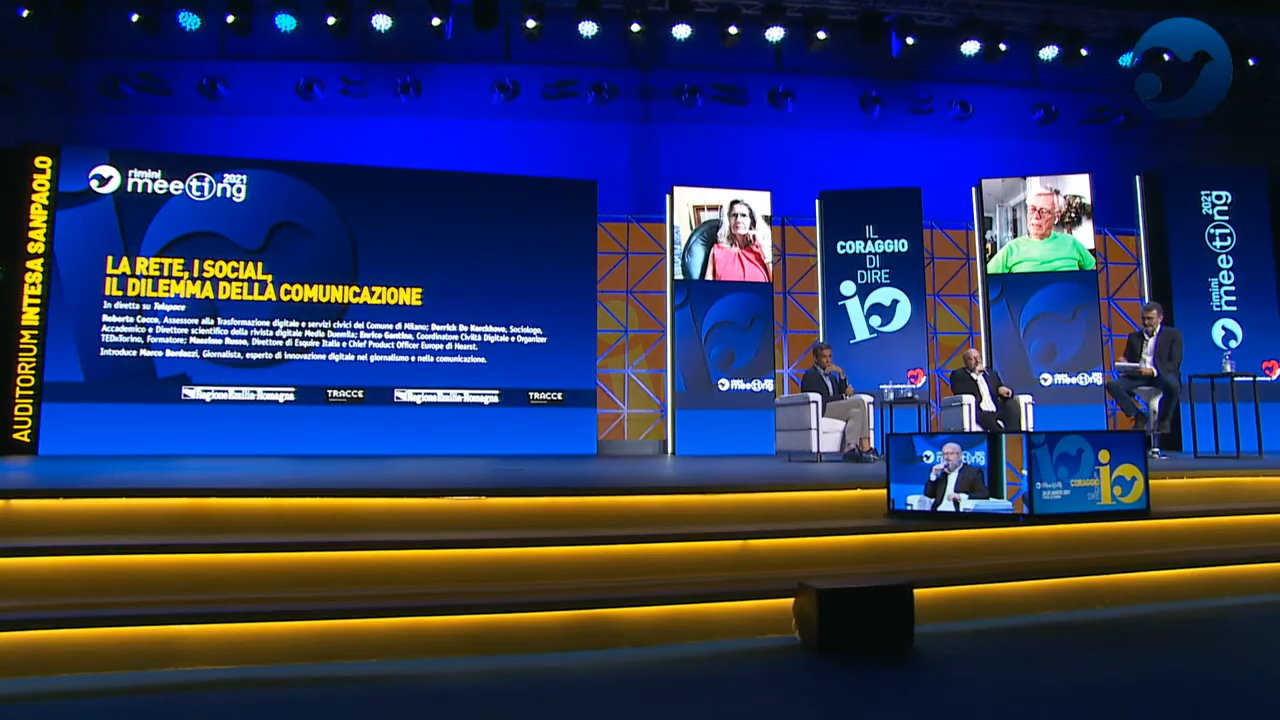 AUDITORIUM INTESA SANPAOLO
rimini meeting 2021
LA RETE, I SOCIAL,
IL DILEMMA DELLA COMUNICAZIONE
In diretta su Telepace
Roberta Cocco, Assessore alla Trasformazione digitale e servizi civici del Comune di Milano; Derrick De Kerckhove, Sociologo,
Accademico e Direttore scientifico della rivista digitale Media Duemila; Enrico Gentina, Coordinatore Civiltà Digitale e Organizer
TEDxTorino, Formatore; Massimo Russo, Direttore di Esquire Italia e Chief Product Officer Europe di Hearst.
Introduce Marco Bardazzi, Giornalista, esperto di innovazione digitale nel giornalismo e nella comunicazione.
RegioneEmilia-Romagna
TRACCE
RegioneEmilia-Romagna
TRACCE
meeting
IL
CORAGGIO
DI
DIRE
io
meeting
rimini meeting 2021
meeting
CORAGGIO
DIRE
io